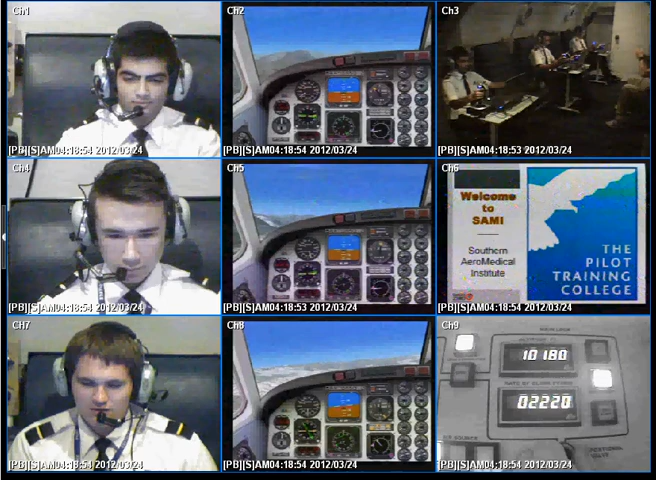 Ch1
[PB][S]AM04:18:54 2012/03/24
Ch2
[PB][S]AM04:18:54 2012/03/24
Ch3
[PB][S]AM04:18:53 2012/03/24
Ch4
[PB][S]AM04:18:54 2012/03/24
Ch5
[PB][S]AM04:18:53 2012/03/24
Ch6
Welcome
to
SAMI
Southern
AeroMedical
Institute
THE
PILOT
TRAINING
COLLEGE
[PB][S]AM04:18:54 2012/03/24
CH7
[PB][S]AM04:18:54 2012/03/24
Ch8
[PB][S]AM04:18:54 2012/03/24
Ch9
10180
RATE OF CLIMB
02220
[PB][S]AM04:18:54 2012/03/24